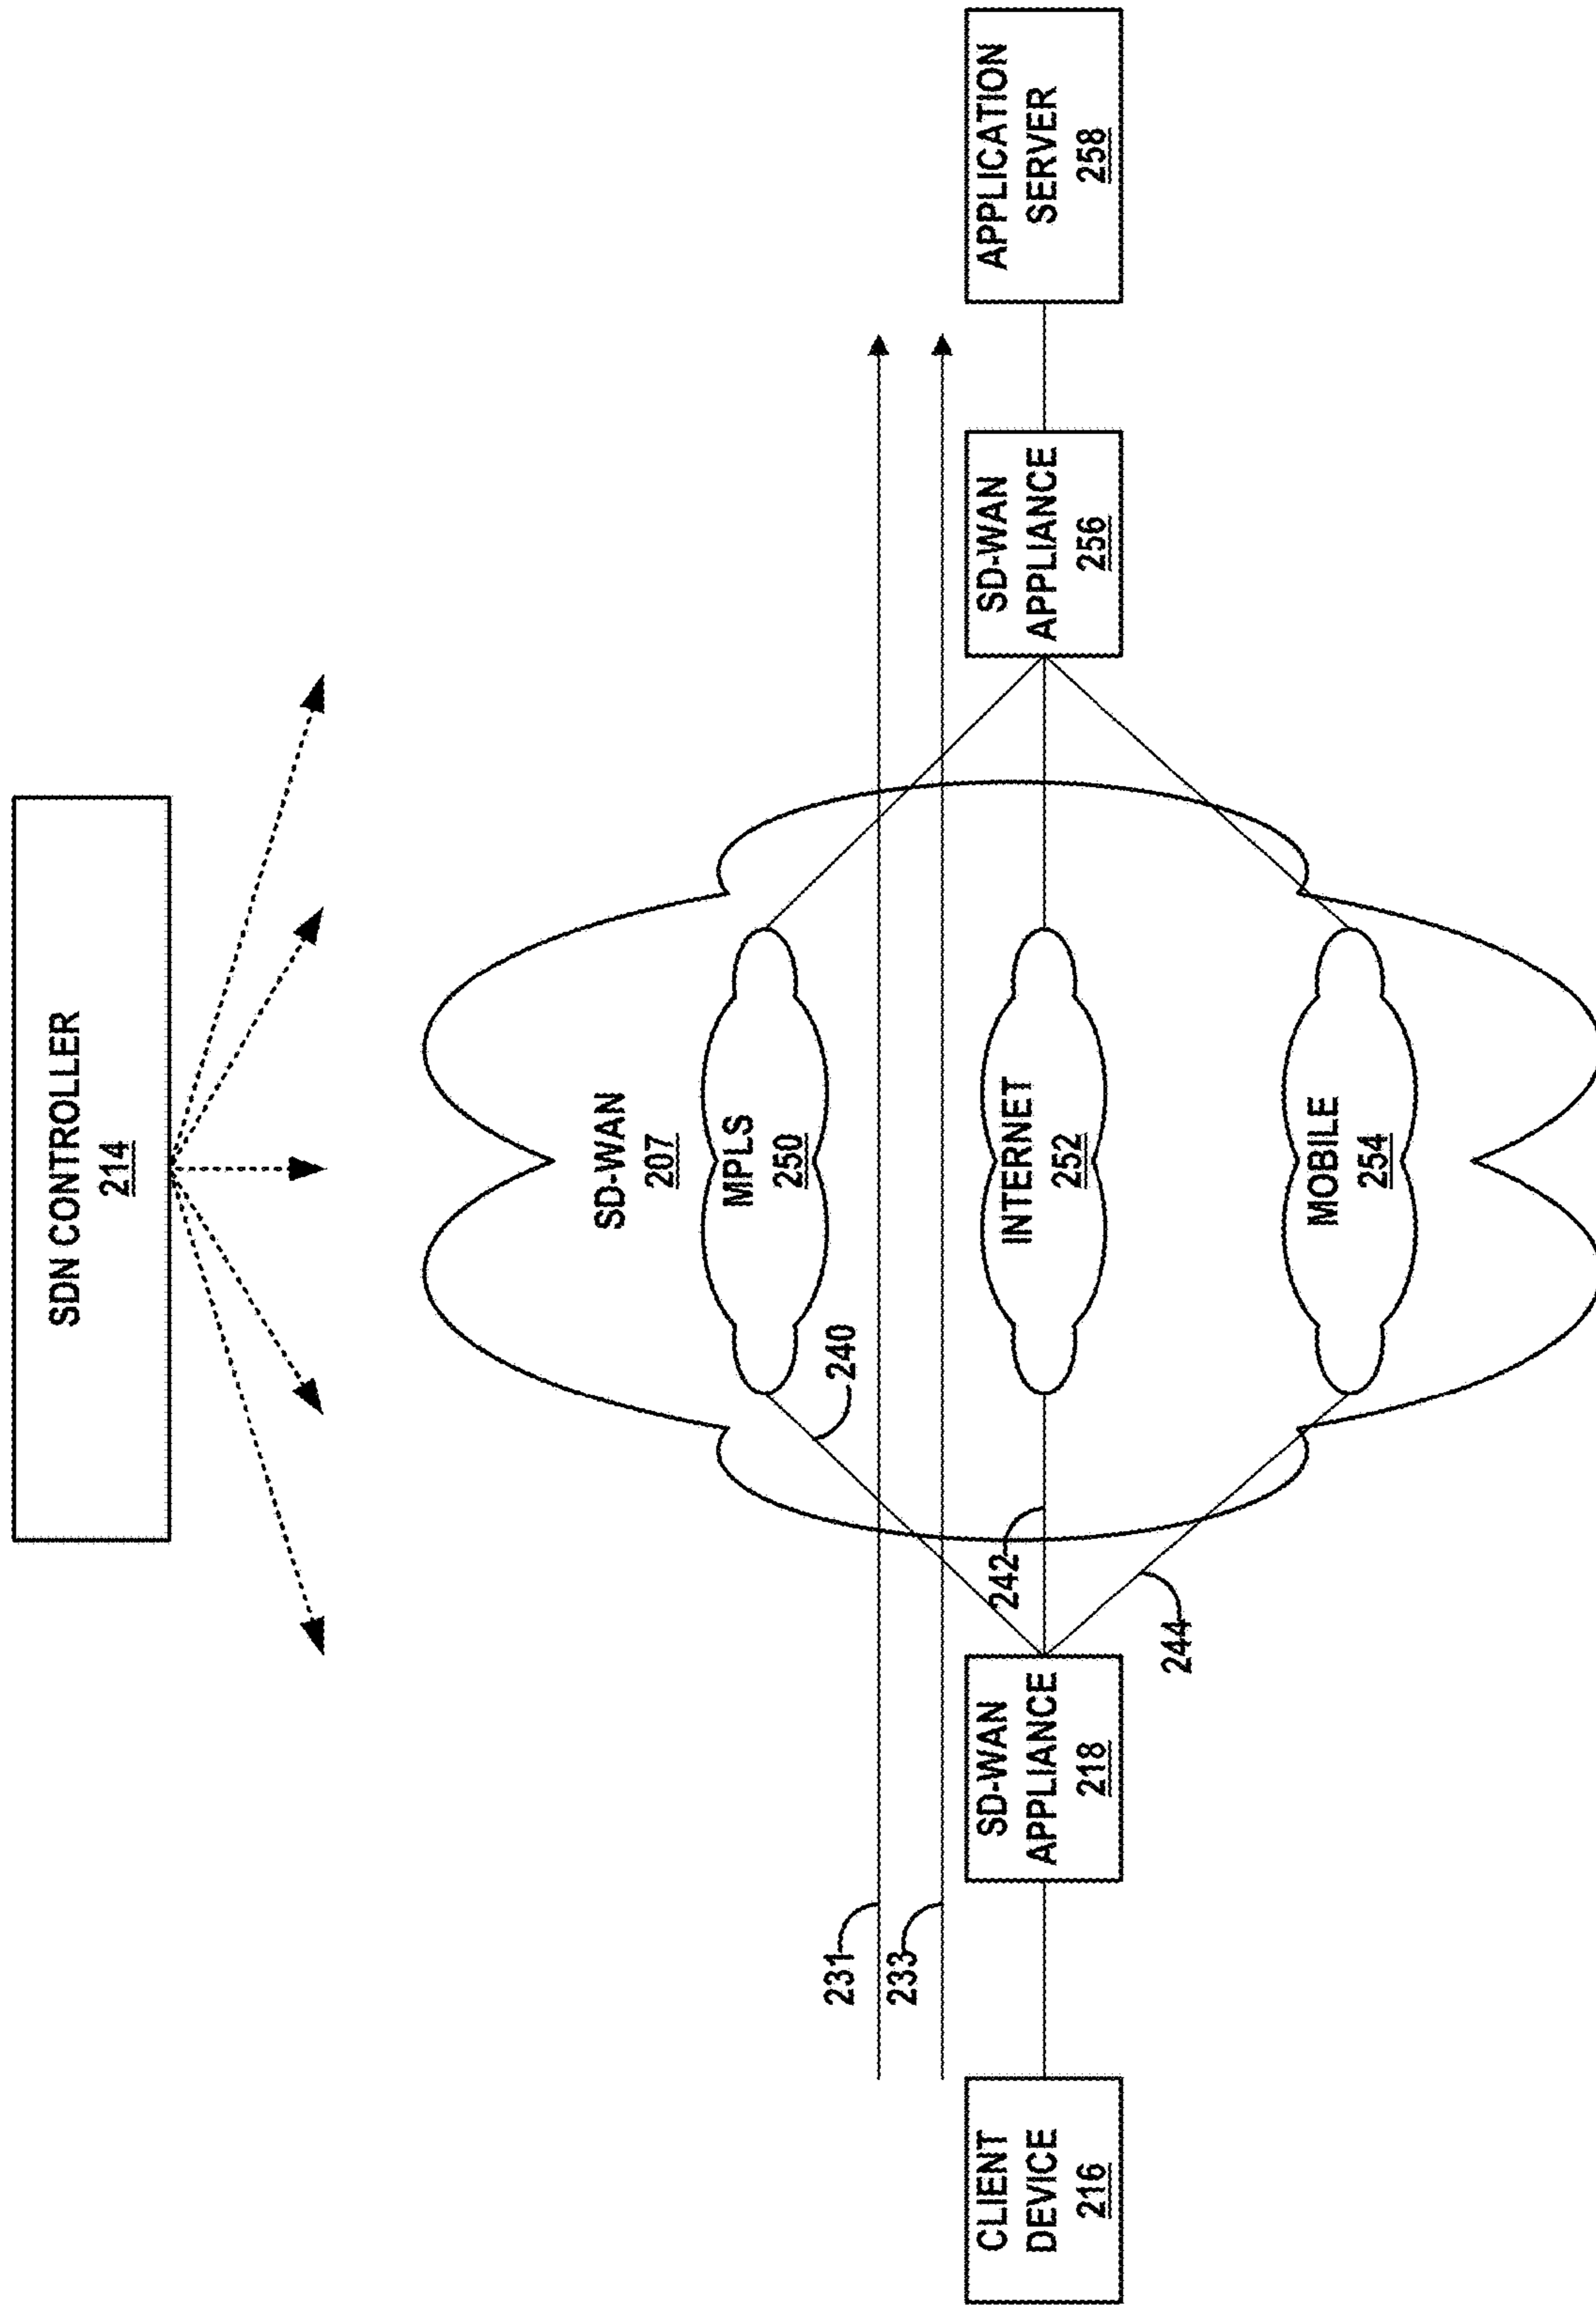 SDN CONTROLLER
214
SD-WAN
207
MPLS
250
240
231
233
INTERNET
252
242
CLIENT
DEVICE
216
SD-WAN
APPLIANCE
218
SD-WAN
APPLIANCE
256
APPLICATION
SERVER
258
244
MOBILE
254